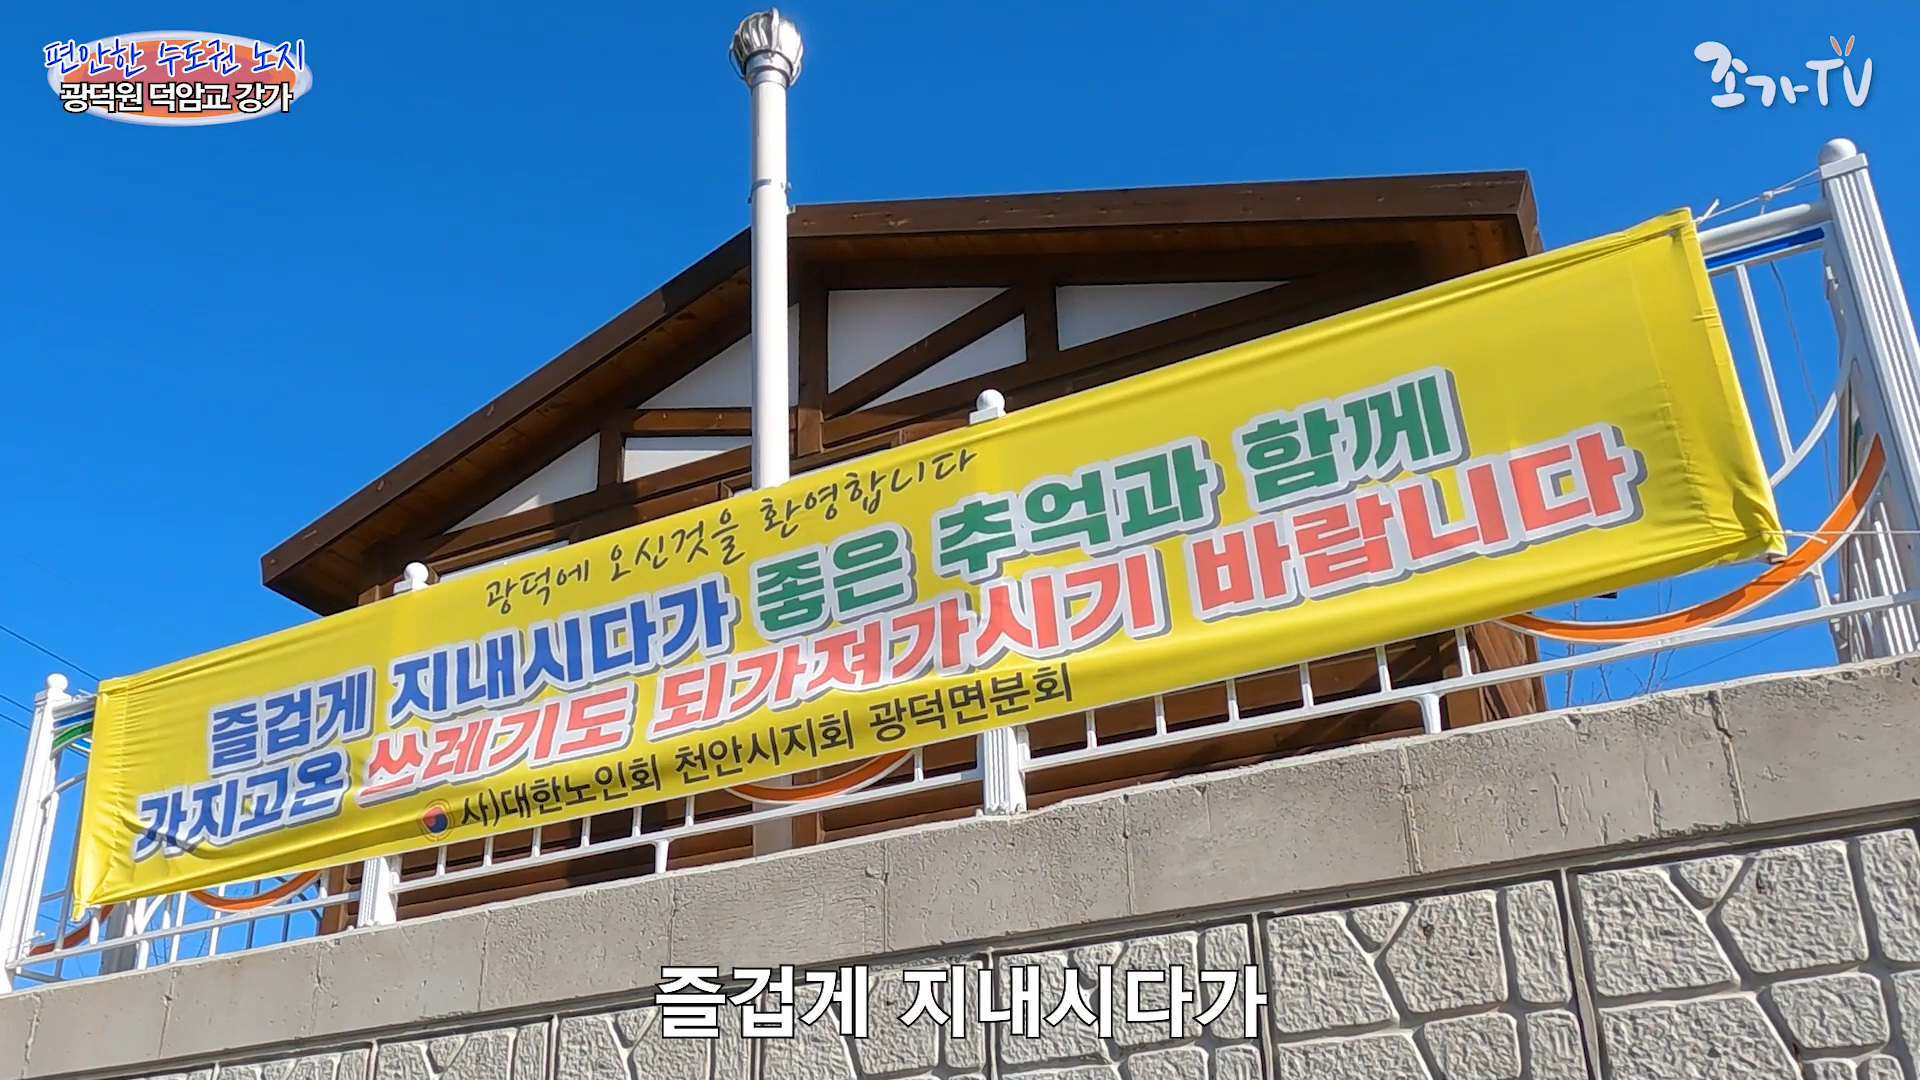 편안한 수도권 노지
광덕원 덕암교 강가
조가TV
광덕에 오신것을 환영합니다
즐겁게 지내시다가 좋은 추억과 함께
가지고온 쓰레기도 되가져가시기 바랍니다
사)대한노인회 천안시지회 광덕면분회
즐겁게 지내시다가